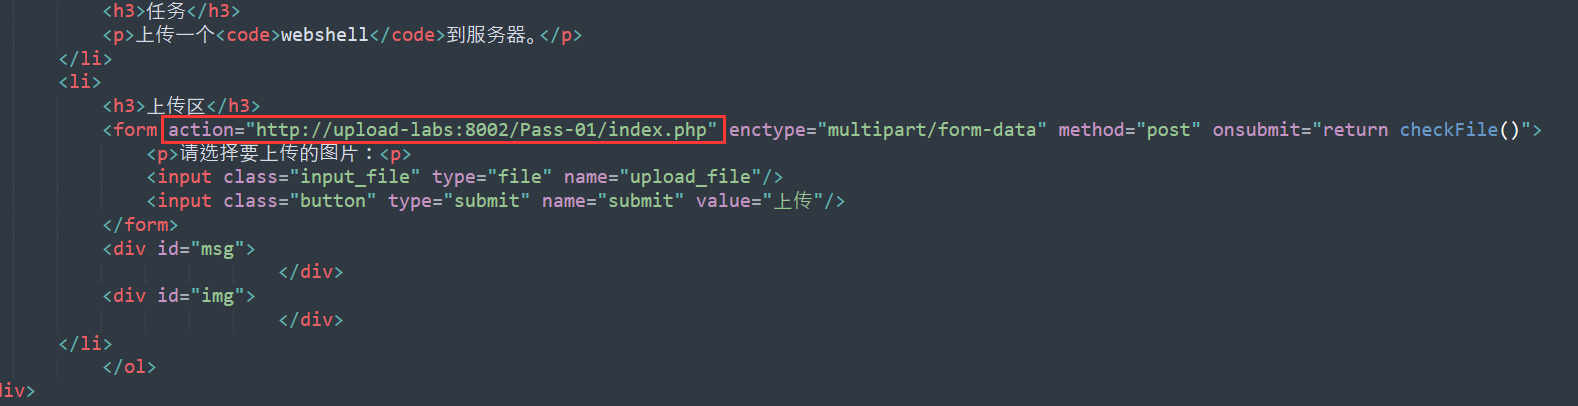 <h3>任务</h3>
<p>上传一个<code>webshell</code>到服务器。</p>
</li>
<li>
<h3>上传区</h3>
<form action="http://upload-labs:8002/Pass-01/index.php" enctype="multipart/form-data" method="post" onsubmit="return checkFile()">
<p>请选择要上传的图片：<p>
<input class="input_file" type="file" name="upload_file"/>
<input class="button" type="submit" name="submit" value="上传"/>
</form>
<div id="msg">
</div>
<div id="img">
</div>
</li>
</ol>
div>